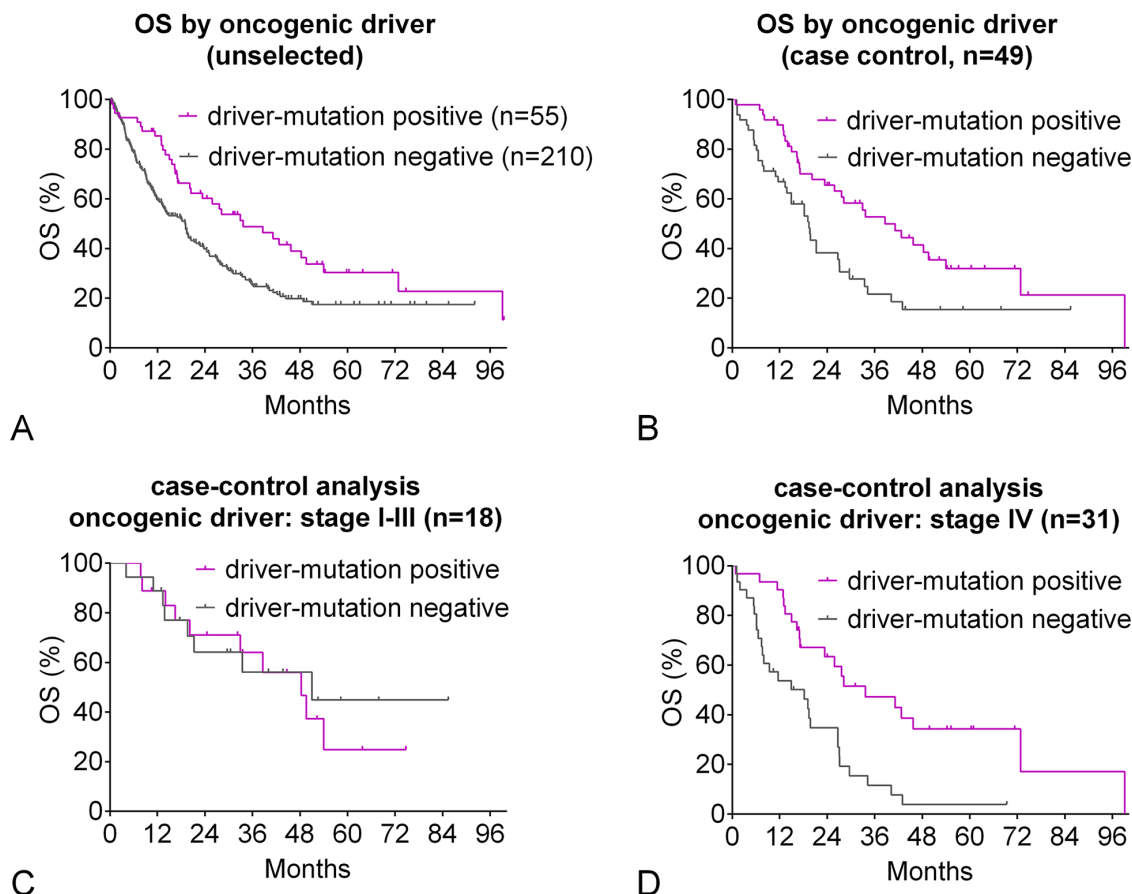 OS by oncogenic driver
(unselected)
100
80
60
40
20
0
OS (%)
driver-mutation positive (n=55)
driver-mutation negative (n=210)
0 12 24 36 48 60 72 84 96
Months
A
OS by oncogenic driver
(case control, n=49)
100
80
60
40
20
0
OS (%)
driver-mutation positive
driver-mutation negative
0 12 24 36 48 60 72 84 96
Months
B
case-control analysis
oncogenic driver: stage I-III (n=18)
100
80
60
40
20
0
OS (%)
driver-mutation positive
driver-mutation negative
0 12 24 36 48 60 72 84 96
Months
C
case-control analysis
oncogenic driver: stage IV (n=31)
100
80
60
40
20
0
OS (%)
driver-mutation positive
driver-mutation negative
0 12 24 36 48 60 72 84 96
Months
D